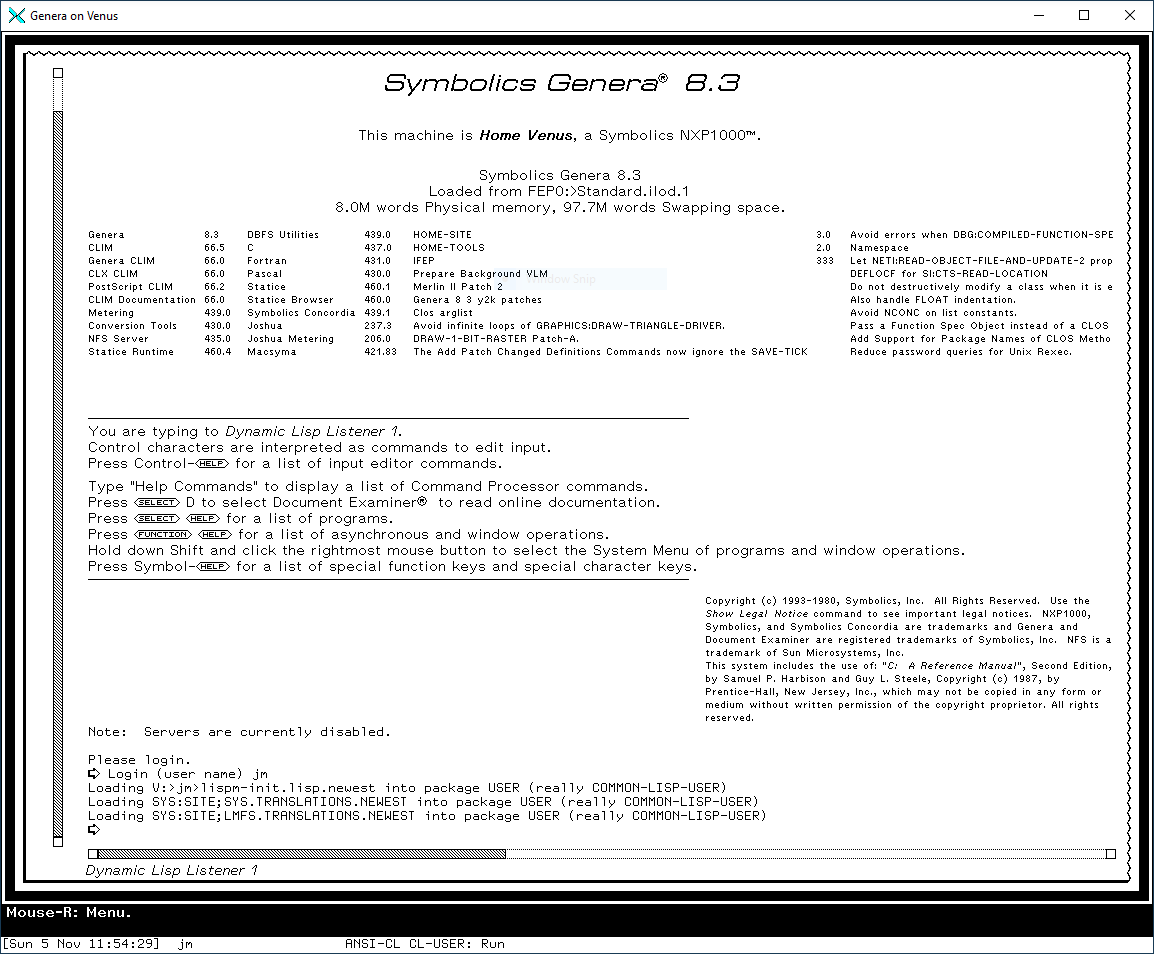 Genera on Venus
Symbolics Genera® 8.3
This machine is Home Venus, a Symbolics NXP1000™.
Symbolics Genera 8.3
Loaded from FEP0:>Standard.ilod.1
8.0M words Physical memory, 97.7M words Swapping space.
Genera 8.3 DBFS Utilities 439.0 HOME-SITE 3.0 Avoid errors when DBG:COMPILED-FUNCTION-SPE
CLIM 66.5 C 437.0 HOME-TOOLS 2.0 Namespace
Genera CLIM 66.0 Fortran 431.0 IFEP 333 Let NETI:READ-OBJECT-FILE-AND-UPDATE-2 prop
CLX CLIM 66.0 Pascal 430.0 Prepare Background VLM DEFLOCF for SI:CTS-READ-LOCATION
Window Snip
PostScript CLIM 66.2 Statice 460.1 Merlin II Patch 2 Do not destructively modify a class when it is e
CLIM Documentation 66.0 Statice Browser 460.0 Genera 8 3 y2k patches Also handle FLOAT indentation.
Metering 439.0 Symbolics Concordia 439.1 Clos arglist Avoid NCONC on list constants.
Conversion Tools 430.0 Joshua 237.3 Avoid infinite loops of GRAPHICS:DRAW-TRIANGLE-DRIVER. Pass a Function Spec Object instead of a CLOS
NFS Server 435.0 Joshua Metering 206.0 DRAW-1-BIT-RASTER Patch-A. Add Support for Package Names of CLOS Metho
Statice Runtime 460.4 Macsyma 421.83 The Add Patch Changed Definitions Commands now ignore the SAVE-TICK Reduce password queries for Unix Rexec.
You are typing to Dynamic Lisp Listener 1.
Control characters are interpreted as commands to edit input.
Press Control-<HELP> for a list of input editor commands.
Type "Help Commands" to display a list of Command Processor commands.
Press <SELECT> D to select Document Examiner® to read online documentation.
Press <SELECT> <HELP> for a list of programs.
Press <FUNCTION> <HELP> for a list of asynchronous and window operations.
Hold down Shift and click the rightmost mouse button to select the System Menu of programs and window operations.
Press Symbol-<HELP> for a list of special function keys and special character keys.
Copyright (c) 1993-1980, Symbolics, Inc. All Rights Reserved. Use the
Show Legal Notice command to see important legal notices. NXP1000,
Symbolics, and Symbolics Concordia are trademarks and Genera and
Document Examiner are registered trademarks of Symbolics, Inc. NFS is a
trademark of Sun Microsystems, Inc.
This system includes the use of: "C: A Reference Manual", Second Edition,
by Samuel P. Harbison and Guy L. Steele, Copyright (c) 1987, by
Prentice-Hall, New Jersey, Inc., which may not be copied in any form or
medium without written permission of the copyright proprietor. All rights
reserved.
Note: Servers are currently disabled.
Please login.
Login (user name) jm
Loading V:>jm>lispm-init.lisp.newest into package USER (really COMMON-LISP-USER)
Loading SYS:SITE;SYS.TRANSLATIONS.NEWEST into package USER (really COMMON-LISP-USER)
Loading SYS:SITE;LMFS.TRANSLATIONS.NEWEST into package USER (really COMMON-LISP-USER)
Dynamic Lisp Listener 1
Mouse-R: Menu.
[Sun 5 Nov 11:54:29] jm ANSI-CL CL-USER: Run